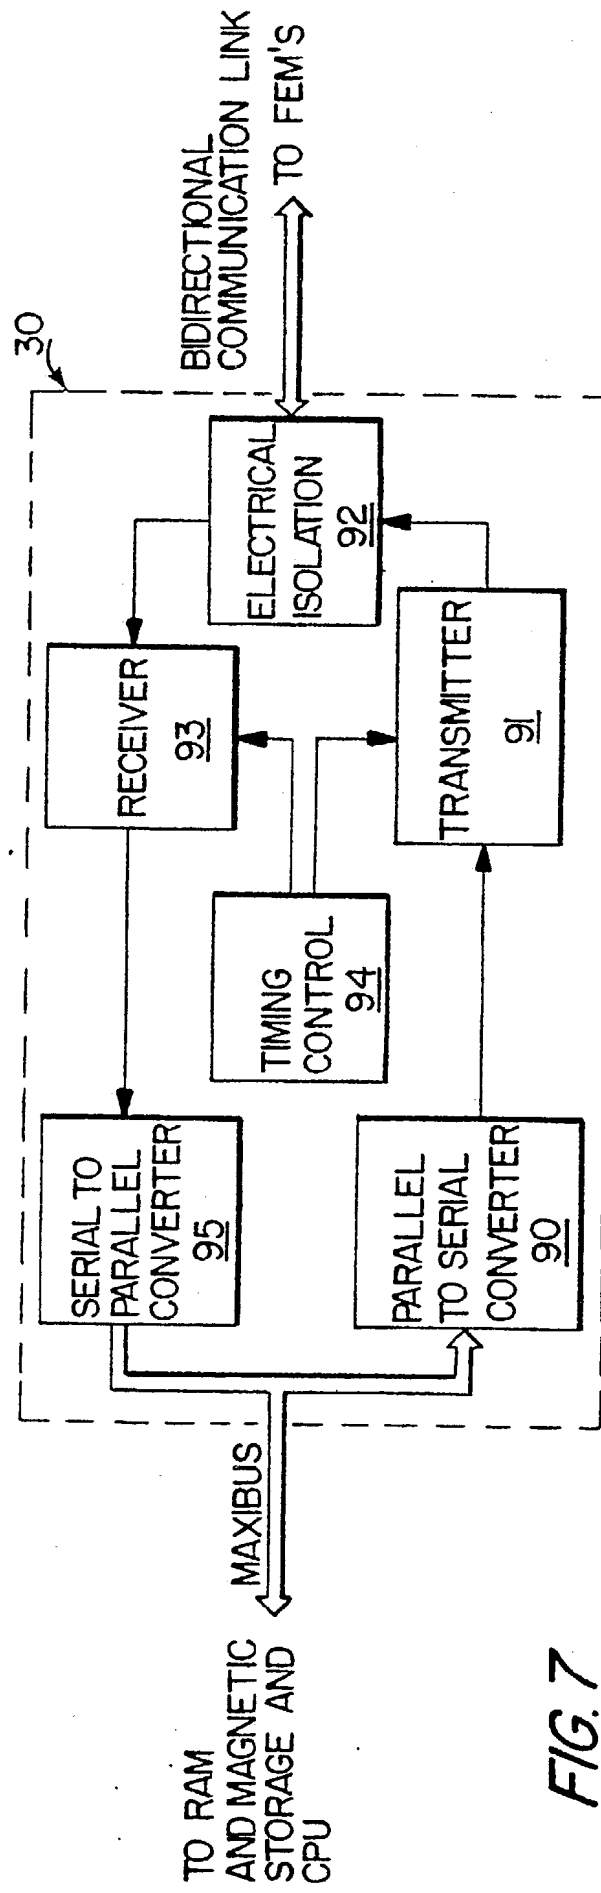 30
BIDIRECTIONAL
COMMUNICATION LINK
TO FEM'S
RECEIVER
93
ELECTRICAL
ISOLATION
92
TRANSMITTER
91
TIMING
CONTROL
94
SERIAL TO
PARALLEL
CONVERTER
95
PARALLEL
TO SERIAL
CONVERTER
90
MAXIBUS
TO RAM
AND MAGNETIC
STORAGE AND
CPU
FIG. 7